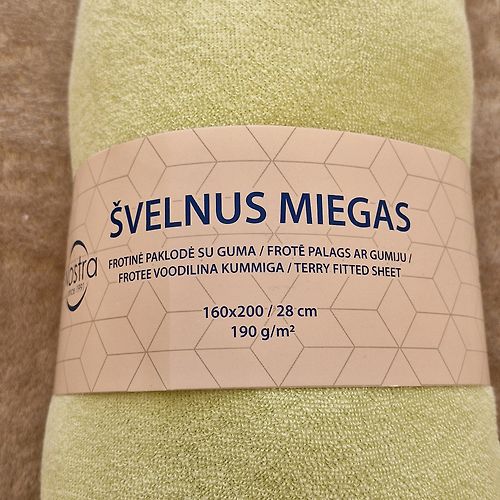 ŠVELNUS MIEGAS
FROTINĖ PAKLODĖ SU GUMA / FROTĒ PALAGS AR GUMIJU /
FROTEE VOODILINA KUMMIGA / TERRY FITTED SHEET
160x200 / 28 cm
190 g/m²